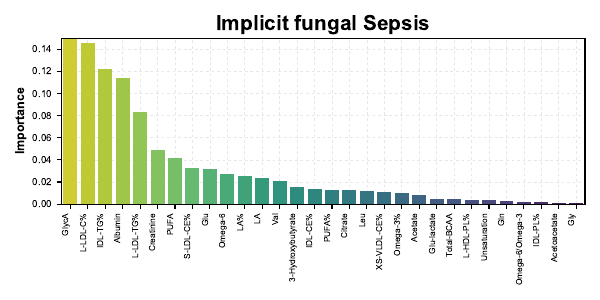 Implicit fungal Sepsis
Importance
0.14
0.12
0.10
0.08
0.06
0.04
0.02
0.00
GlycA
L-LDL-C%
IDL-TG%
Albumin
L-LDL-TG%
Creatinine
PUFA
S-LDL-CE%
Glu
Omega-6
LA%
LA
Val
3-Hydroxybutyrate
IDL-CE%
PUFA%
Citrate
Leu
XS-VLDL-CE%
Omega-3%
Acetate
Glu-lactate
Total-BCAA
L-HDL-PL%
Unsaturation
Gln
Omega-6/Omega-3
IDL-PL%
Acetoacetate
Gly